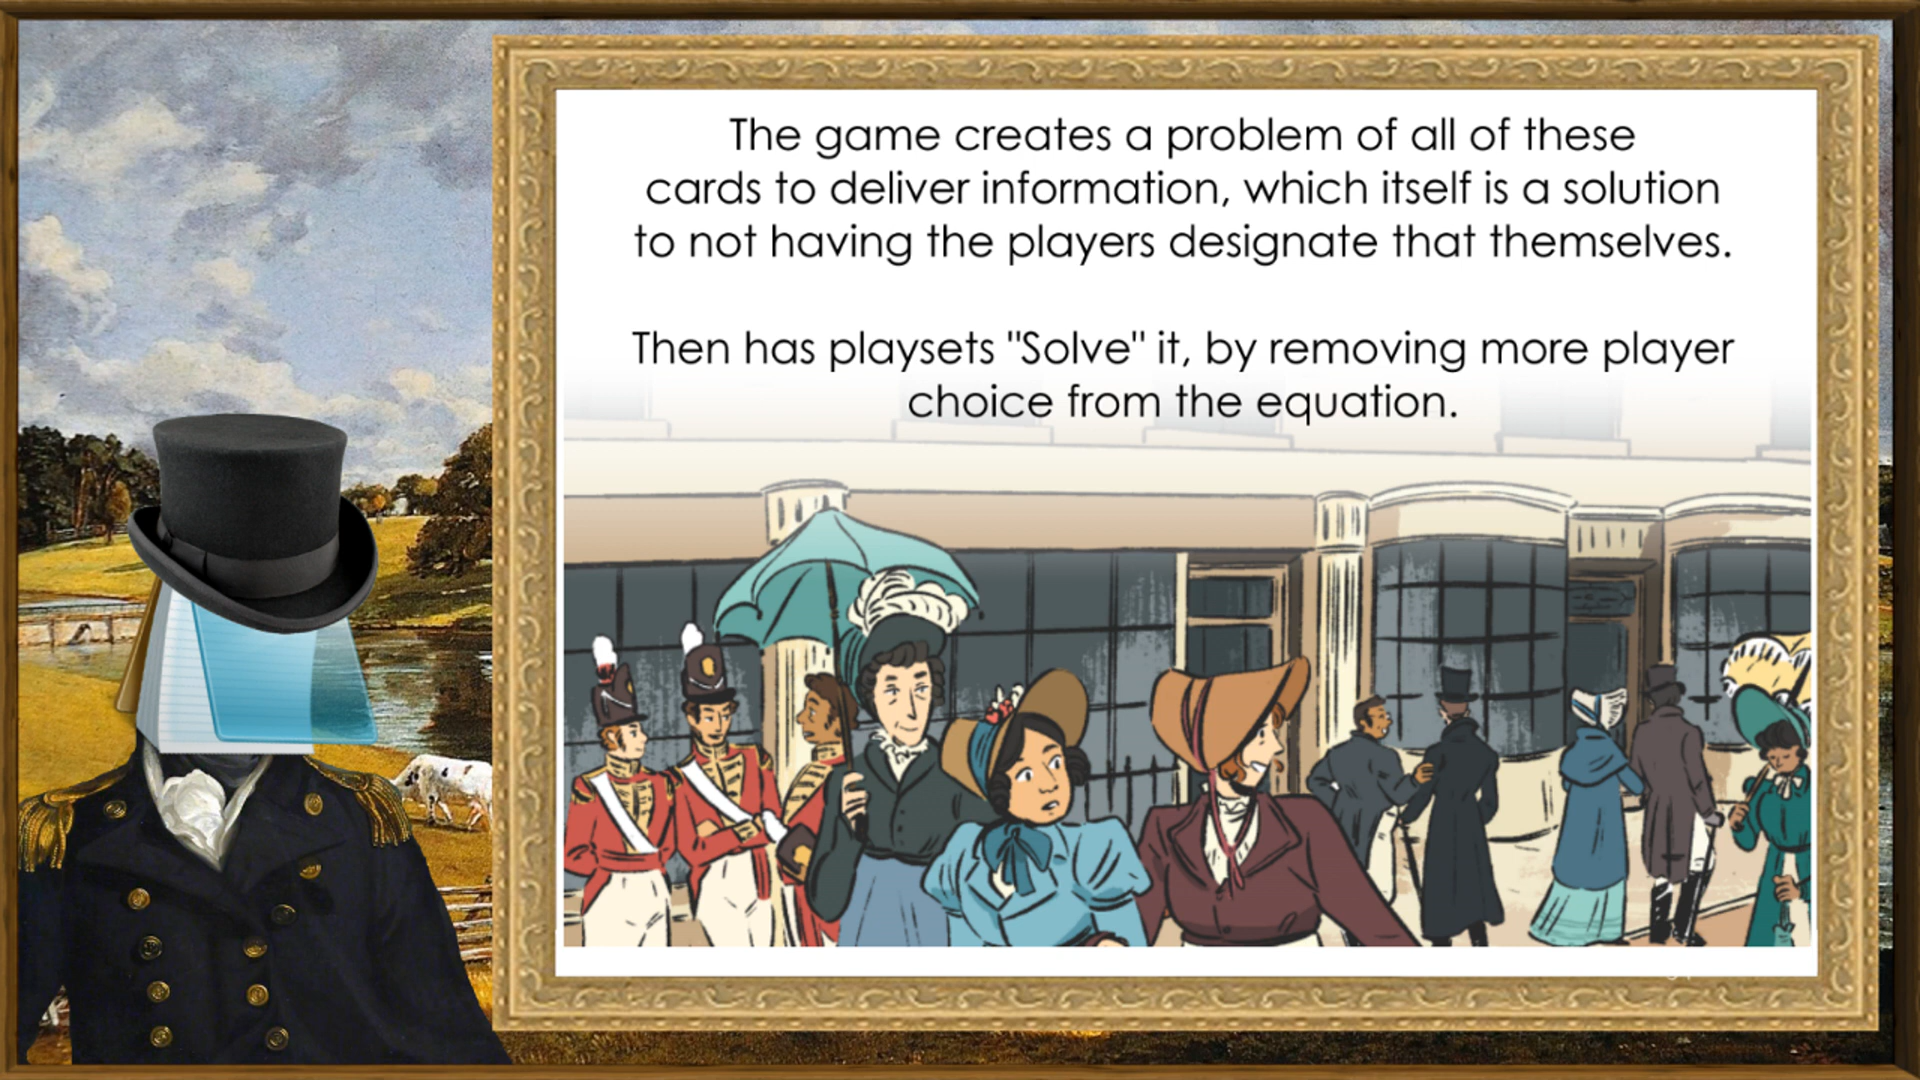 The game creates a problem of all of these
cards to deliver information, which itself is a solution
to not having the players designate that themselves.
Then has playsets "Solve" it, by removing more player
choice from the equation.